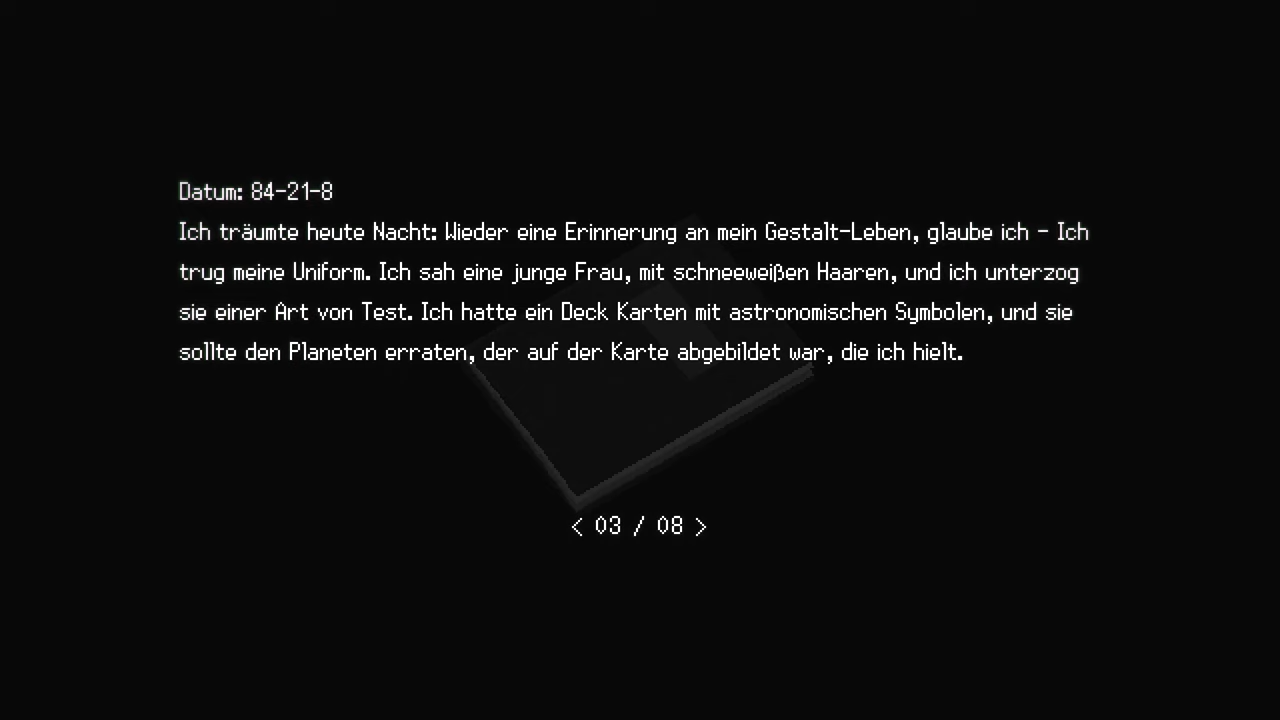 Datum: 84-21-8
Ich träumte heute Nacht: Wieder eine Erinnerung an mein Gestalt-Leben, glaube ich - Ich
trug meine Uniform. Ich sah eine junge Frau, mit schneeweißen Haaren, und ich unterzog
sie einer Art von Test. Ich hatte ein Deck Karten mit astronomischen Symbolen, und sie
sollte den Planeten erraten, der auf der Karte abgebildet war, die ich hielt.
< 03 / 08 >